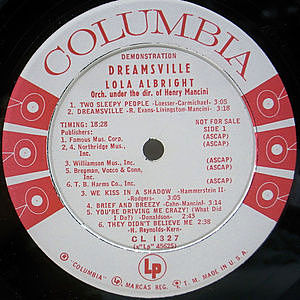 COLUMBIA
DEMONSTRATION
DREAMSVILLE
LOLA ALBRIGHT
Orch. under the dir. of Henry Mancini
1. TWO SLEEPY PEOPLE -Loesser-Carmichael- 3:05
2. DREAMSVILLE -R. Evans-Livingston-Mancini- 3:18
TIMING: 18:28 NOT FOR SALE
Publishers: SIDE 1
1. Famous Mus. Corp. (ASCAP)
2, 4. Northridge Mus., Inc. (ASCAP)
3. Williamson Mus., Inc. (ASCAP)
5. Bregman, Vocco & Conn, Inc. (ASCAP)
6. T. B. Harms Co., Inc. (ASCAP)
3. WE KISS IN A SHADOW -Hammerstein II-
Rodgers- 3:08
4. BRIEF AND BREEZY -Cahn-Mancini-
5. YOU'RE DRIVING ME CRAZY! (What Did
I Do?) -Donaldson-
6. THEY DIDN'T BELIEVE ME 2:38
-H. Reynolds-Kern-
CL 1327
"COLUMBIA" MARCAS REG. T. M. MADE IN U. S. A.
Lp